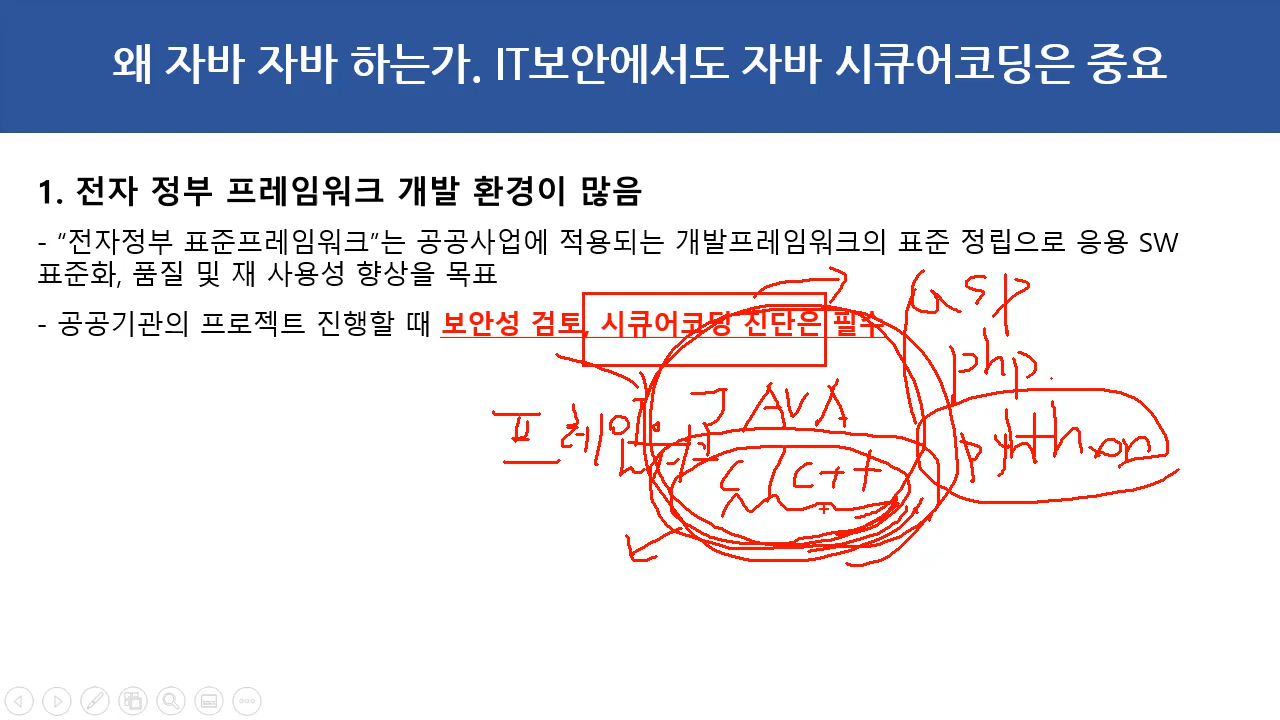 왜 자바 자바 하는가. IT보안에서도 자바 시큐어코딩은 중요
1. 전자 정부 프레임워크 개발 환경이 많음
- “전자정부 표준프레임워크”는 공공사업에 적용되는 개발프레임워크의 표준 정립으로 응용 SW
표준화, 품질 및 재 사용성 향상을 목표
- 공공기관의 프로젝트 진행할 때 보안성 검토, 시큐어코딩 진단은 필수
asp
php
JAVA
프레임워크
python
C/C++